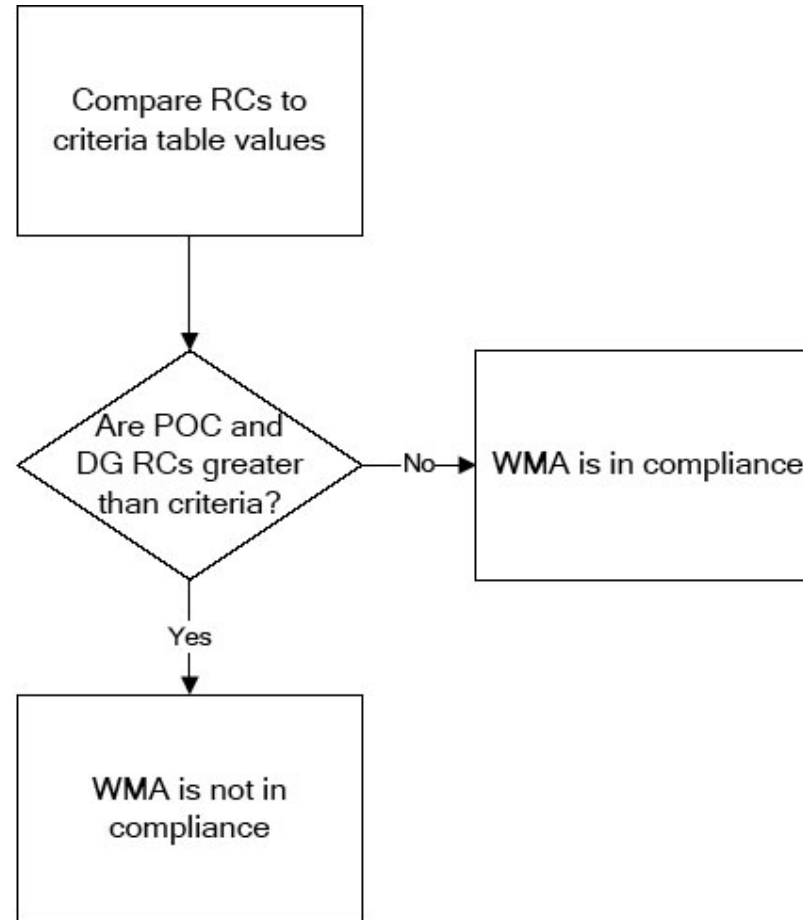 Compare RCs to
criteria table values
Are POC and
DG RCs greater
than criteria?
No
WMA is in compliance
Yes
WMA is not in
compliance